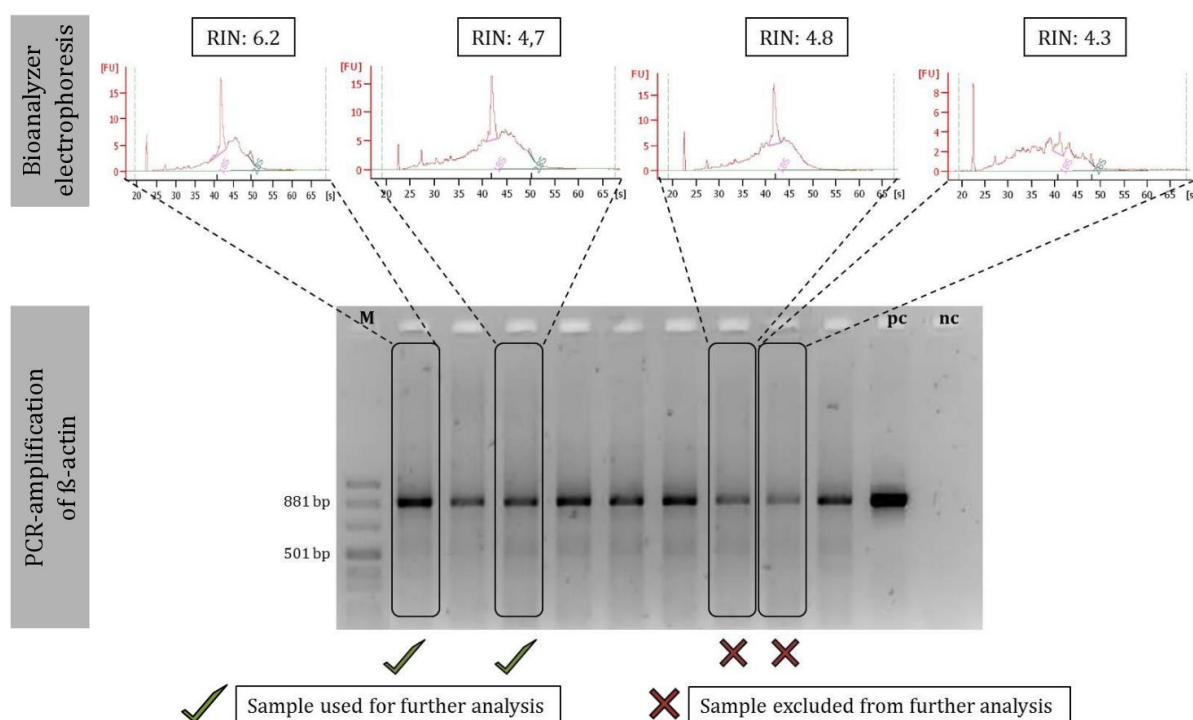 RIN: 6.2
RIN: 4,7
RIN: 4.8
RIN: 4.3
Bioanalyzer
electrophoresis
[FU]
15
10
5
0
20 25 30 35 40 45 50 55 60 65 [s]
[FU]
15
10
5
0
20 25 30 35 40 45 50 55 60 65 [s]
FU]
15
10
5
0
20 25 30 35 40 45 50 55 60 65 [s]
[FU]
8
6
4
2
0
20 25 30 35 40 45 50 55 60 65 [s]
PCR-amplification
of ß-actin
M
pc
nc
881 bp
501 bp
Sample used for further analysis
Sample excluded from further analysis